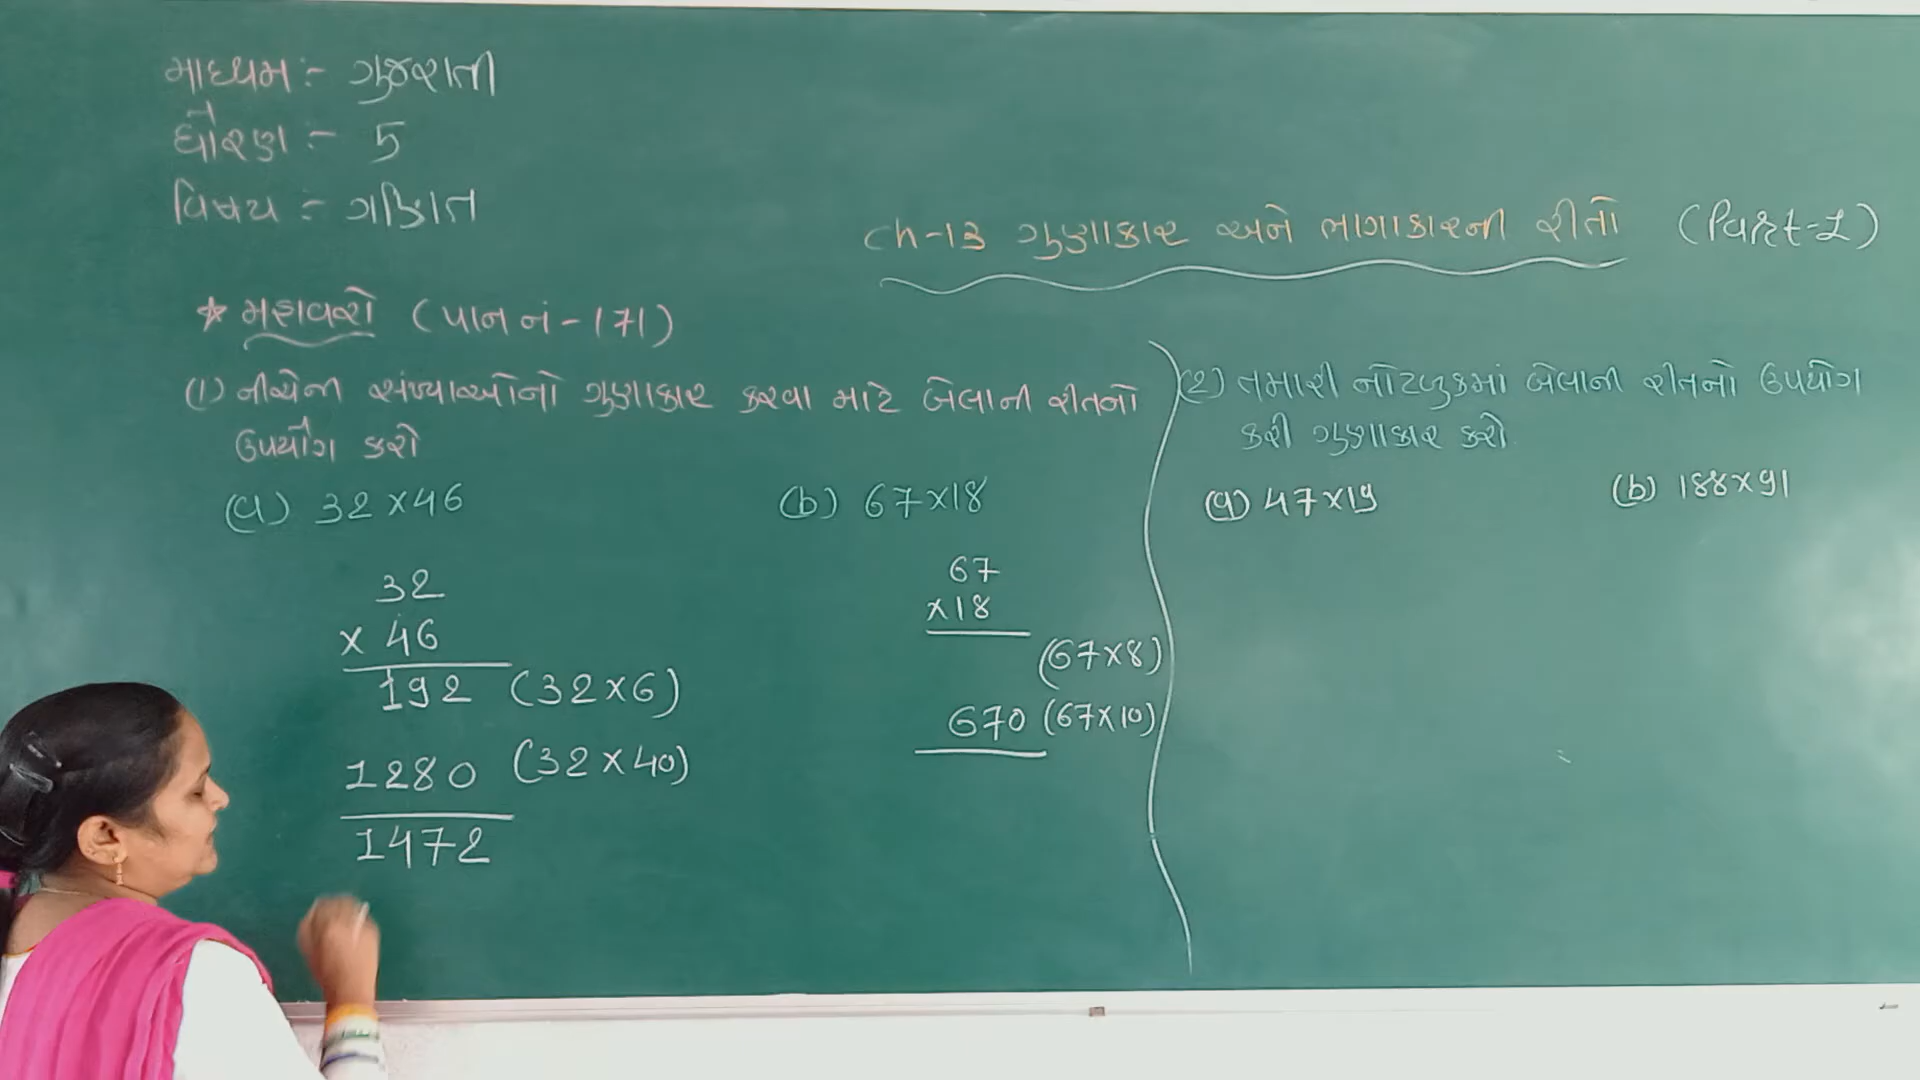 માધ્યમ :- ગુજરાતી
ધોરણ :- 5
વિષય :- ગણિત
Ch-13 ગુણાકાર અને ભાગાકારની રીતો (Part-1)
* મહાવરો (પાન નં - 171)
(1) નીચેની સંખ્યાઓનો ગુણાકાર કરવા માટે બેલાની રીતનો
ઉપયોગ કરો
(a) 32×46
(b) 67×18
32
× 46
192 (32×6)
1280 (32×40)
1472
67
×18
(67×8)
670 (67×10)
(2) તમારી નોટબુકમાં બેલાની રીતનો ઉપયોગ
કરી ગુણાકાર કરો.
(a) 47×19
(b) 188×91